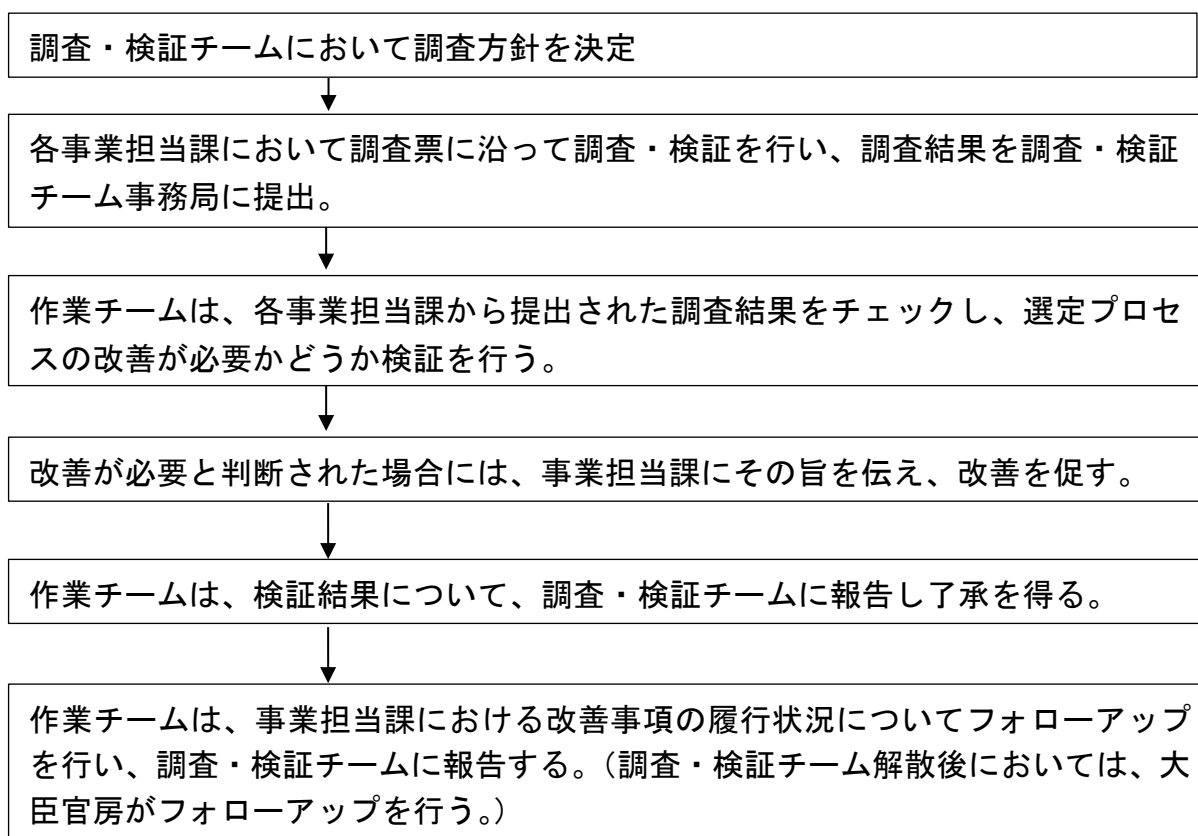 調査・検証チームにおいて調査方針を決定
各事業担当課において調査票に沿って調査・検証を行い、調査結果を調査・検証
チーム事務局に提出。
作業チームは、各事業担当課から提出された調査結果をチェックし、選定プロセ
スの改善が必要かどうか検証を行う。
改善が必要と判断された場合には、事業担当課にその旨を伝え、改善を促す。
作業チームは、検証結果について、調査・検証チームに報告し了承を得る。
作業チームは、事業担当課における改善事項の履行状況についてフォローアップ
を行い、調査・検証チームに報告する。（調査・検証チーム解散後においては、大
臣官房がフォローアップを行う。）